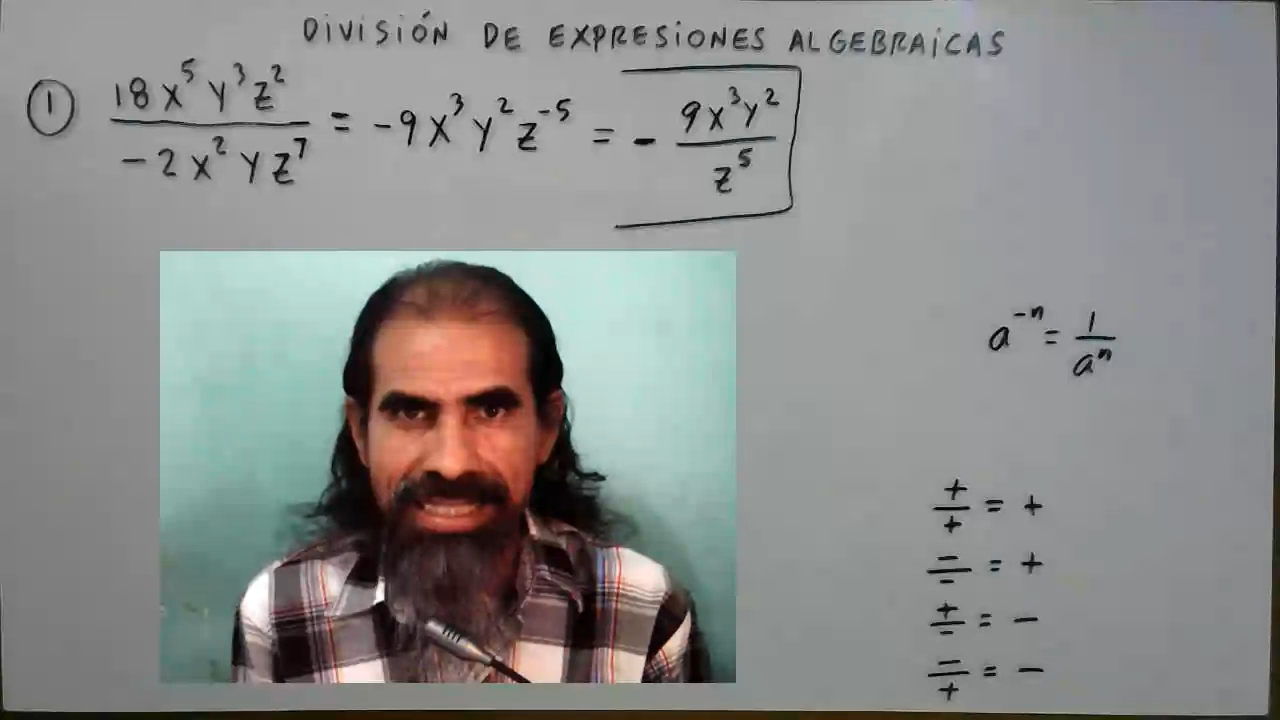 DIVISIÓN DE EXPRESIONES ALGEBRAICAS
① 18x⁵y³z² / -2x²yz⁷ = -9x³y²z⁻⁵ = - 9x³y² / z⁵
a⁻ⁿ = 1/aⁿ
+/+ = +
-/- = +
+/- = -
-/+ = -